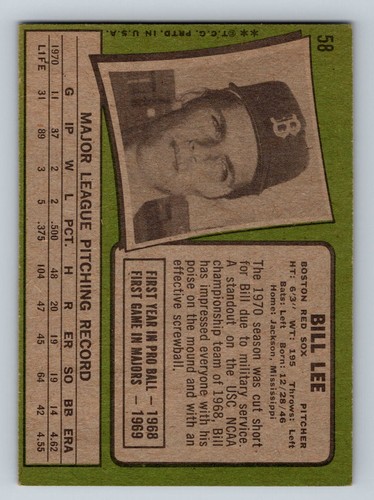 58
BILL LEE
BOSTON RED SOX PITCHER
HT: 6'3" WT: 195 Throws: Left
Bats: Left Born: 12/28/46
Home: Jackson, Mississippi
The 1970 season was cut short
for Bill due to military service.
A standout on the USC NCAA
championship team of 1968, Bill
has impressed everyone with his
poise on the mound and with an
effective screwball.
FIRST YEAR IN PRO BALL — 1968
FIRST GAME IN MAJORS — 1969
B
**©T.C.G. PRTD. IN U.S.A.
MAJOR LEAGUE PITCHING RECORD
G IP W L PCT. H R ER SO BB ERA
1970 11 37 2 2 .500 48 20 19 19 14 4.62
LIFE 31 89 3 5 .375 104 47 45 64 42 4.55